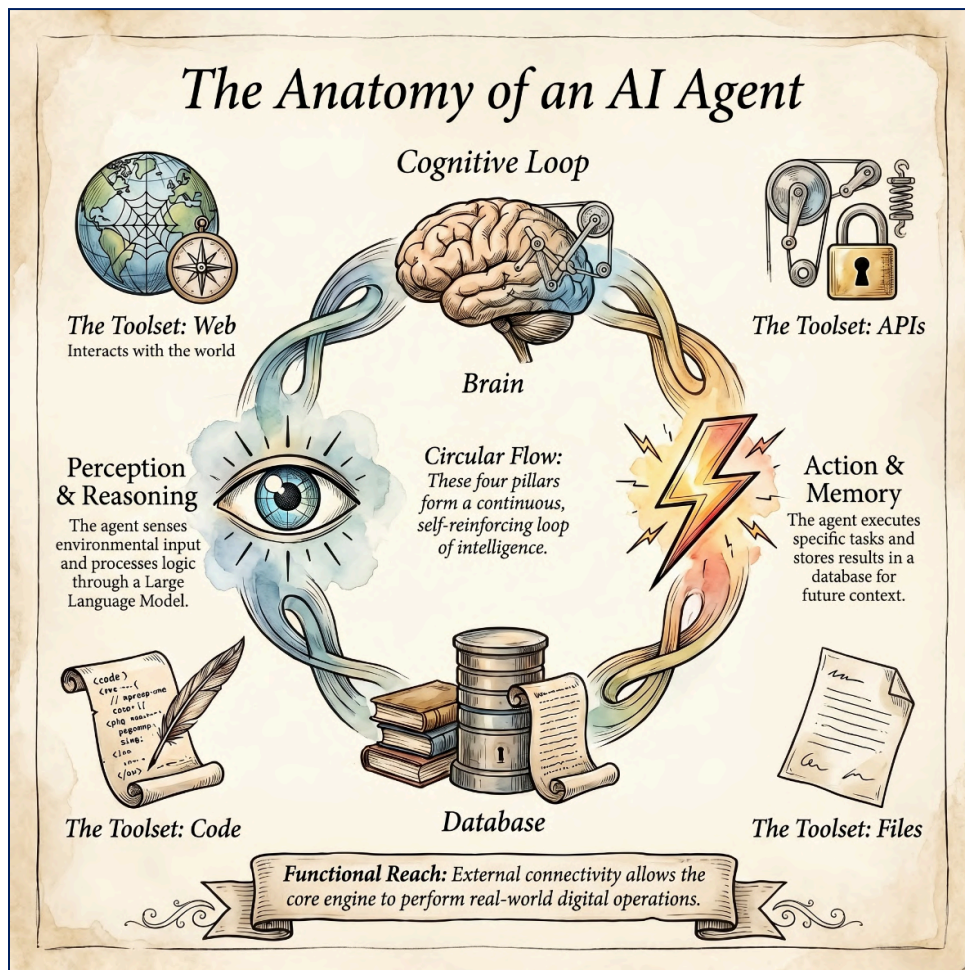 The Anatomy of an AI Agent
Cognitive Loop
The Toolset: Web
Interacts with the world
The Toolset: APIs
Brain
Perception
& Reasoning
The agent senses
environmental input
and processes logic
through a Large
Language Model.
Circular Flow:
These four pillars
form a continuous,
self-reinforcing loop
of intelligence.
Action &
Memory
The agent executes
specific tasks and
stores results in a
database for
future context.
<code>
The Toolset: Code
Database
The Toolset: Files
Functional Reach: External connectivity allows the
core engine to perform real-world digital operations.